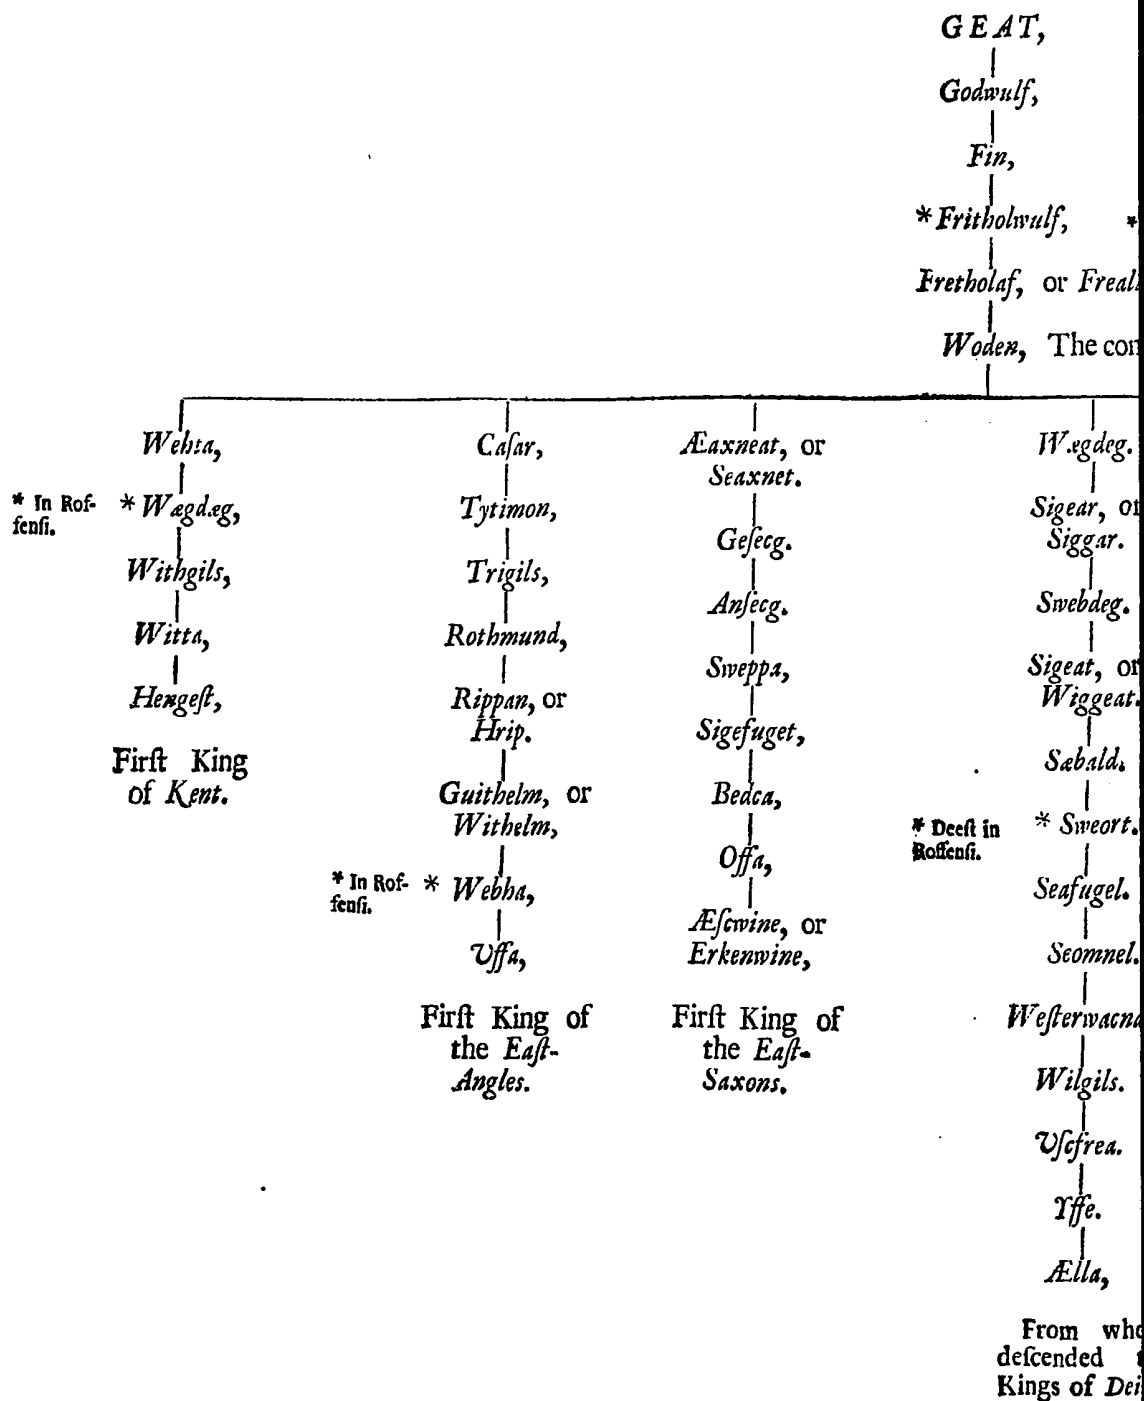 GEAT,
Godwulf,
Fin,
* Fritholwulf, *
Fretholaf, or
Woden, The
Wehta,
* In Rof-
fenſi.
* Wægdæg,
Withgils,
Witta,
Hengeſt,
Firſt King
of Kent.
Caſar,
Tytimon,
Trigils,
Rothmund,
Rippan, or
Hrip.
Guithelm, or
Withelm,
* In Rof-
fenſi.
* Webha,
Uffa,
Firſt King of
the Eaſt-
Angles.
Æaxneat, or
Seaxnet.
Geſecg.
Anſecg.
Sweppa,
Sigefuget,
Bedca,
Offa,
Æſcwine, or
Erkenwine,
Firſt King of
the Eaſt-
Saxons.
Wægdeg.
Sigear, or
Siggar.
Swebdeg.
Sigeat, or
Wiggeat.
Sæbald.
* Deeſt in
Roffenſi.
* Sweort.
Seafugel.
Seomnel.
Weſterwacna
Wilgils.
Uſcfrea.
Yffe.
Ælla,
From
deſcended
Kings of